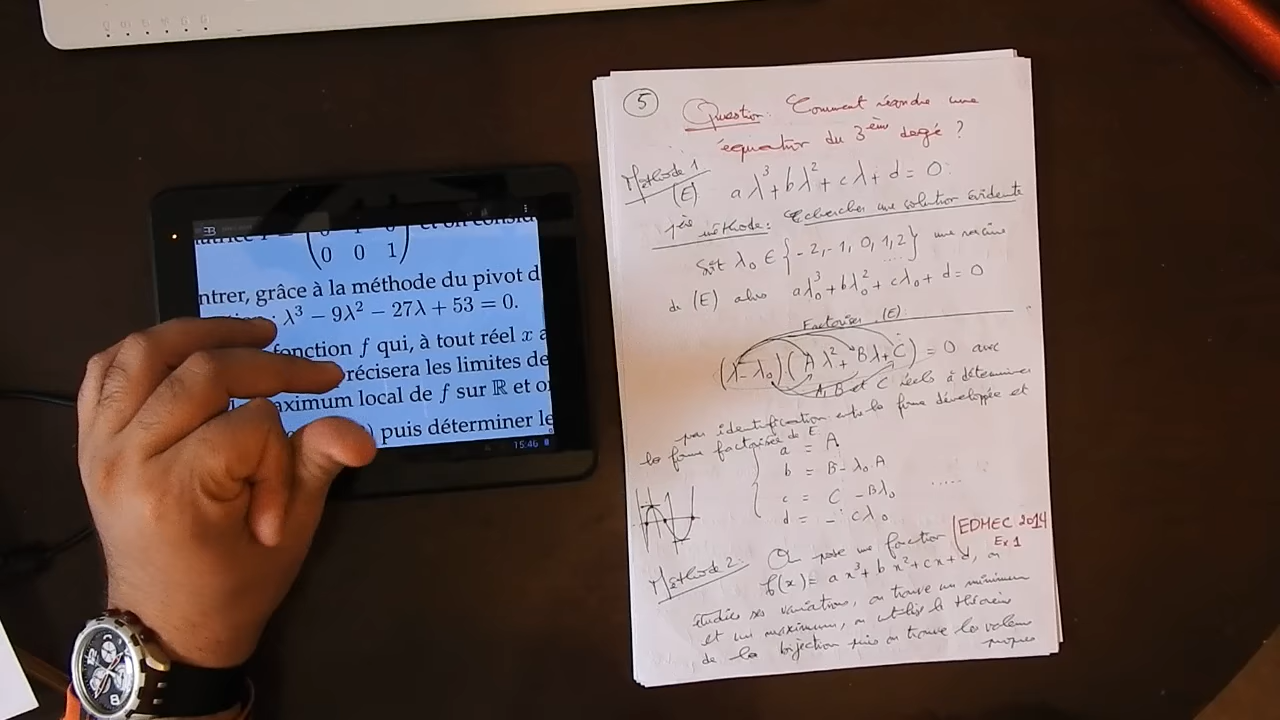 atrice
et on consid
0 0 1
ntrer, grâce à la méthode du pivot d
: λ³ − 9λ² − 27λ + 53 = 0.
fonction f qui, à tout réel x a
récisera les limites de
aximum local de f sur ℝ et o
) puis déterminer le
15:46
5
Question: Comment résoudre une
équation du 3ème degré ?
Méthode 1
(E) aλ³ + bλ² + cλ + d = 0.
1ère méthode: Rechercher une solution évidente
Soit λ₀ ∈ {-2, -1, 0, 1, 2} une racine
de (E) alors aλ₀³ + bλ₀² + cλ₀ + d = 0
Factoriser (E)
(λ - λ₀)(Aλ² + Bλ + C) = 0 avec
A, B et C réels à déterminer
par identification entre la forme développée et
la forme factorisée de E
a = A
b = B - λ₀ A
c = C - Bλ₀
d = - Cλ₀
.....
EDHEC 2014
Ex 1
Méthode 2: On pose une fonction
f(x) = ax³ + bx² + cx + d, on
étudie ses variations, on trouve un minimum
et un maximum, on utilise le théorème
de la bijection puis on trouve les valeurs
propres